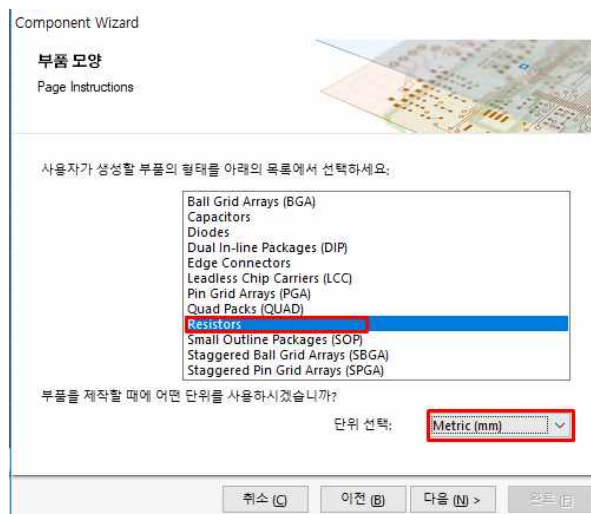 Component Wizard
부품 모양
Page Instructions
사용자가 생성할 부품의 형태를 아래의 목록에서 선택하세요:
Ball Grid Arrays (BGA)
Capacitors
Diodes
Dual In-line Packages (DIP)
Edge Connectors
Leadless Chip Carriers (LCC)
Pin Grid Arrays (PGA)
Quad Packs (QUAD)
Resistors
Small Outline Packages (SOP)
Staggered Ball Grid Arrays (SBGA)
Staggered Pin Grid Arrays (SPGA)
부품을 제작할 때에 어떤 단위를 사용하시겠습니까?
단위 선택: Metric (mm)
취소 (C) 이전 (B) 다음 (N) > 완료 (F)